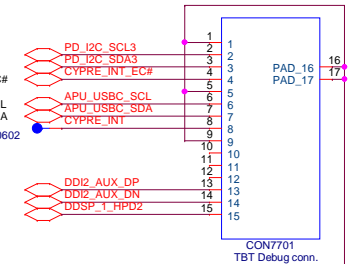 1 1
PD_I2C_SCL3 2 2
PD_I2C_SDA3 3 3 PAD_16 16
C# CYPRE_INT_EC# 4 4 PAD_17 17
5 5
L APU_USBC_SCL 6 6
A APU_USBC_SDA 7 7
CYPRE_INT 8 8
0602 9 9
10 10
11 11
12 12
DDI2_AUX_DP 13 13
DDI2_AUX_DN 14 14
DDSP_1_HPD2 15 15
CON7701
TBT Debug conn.